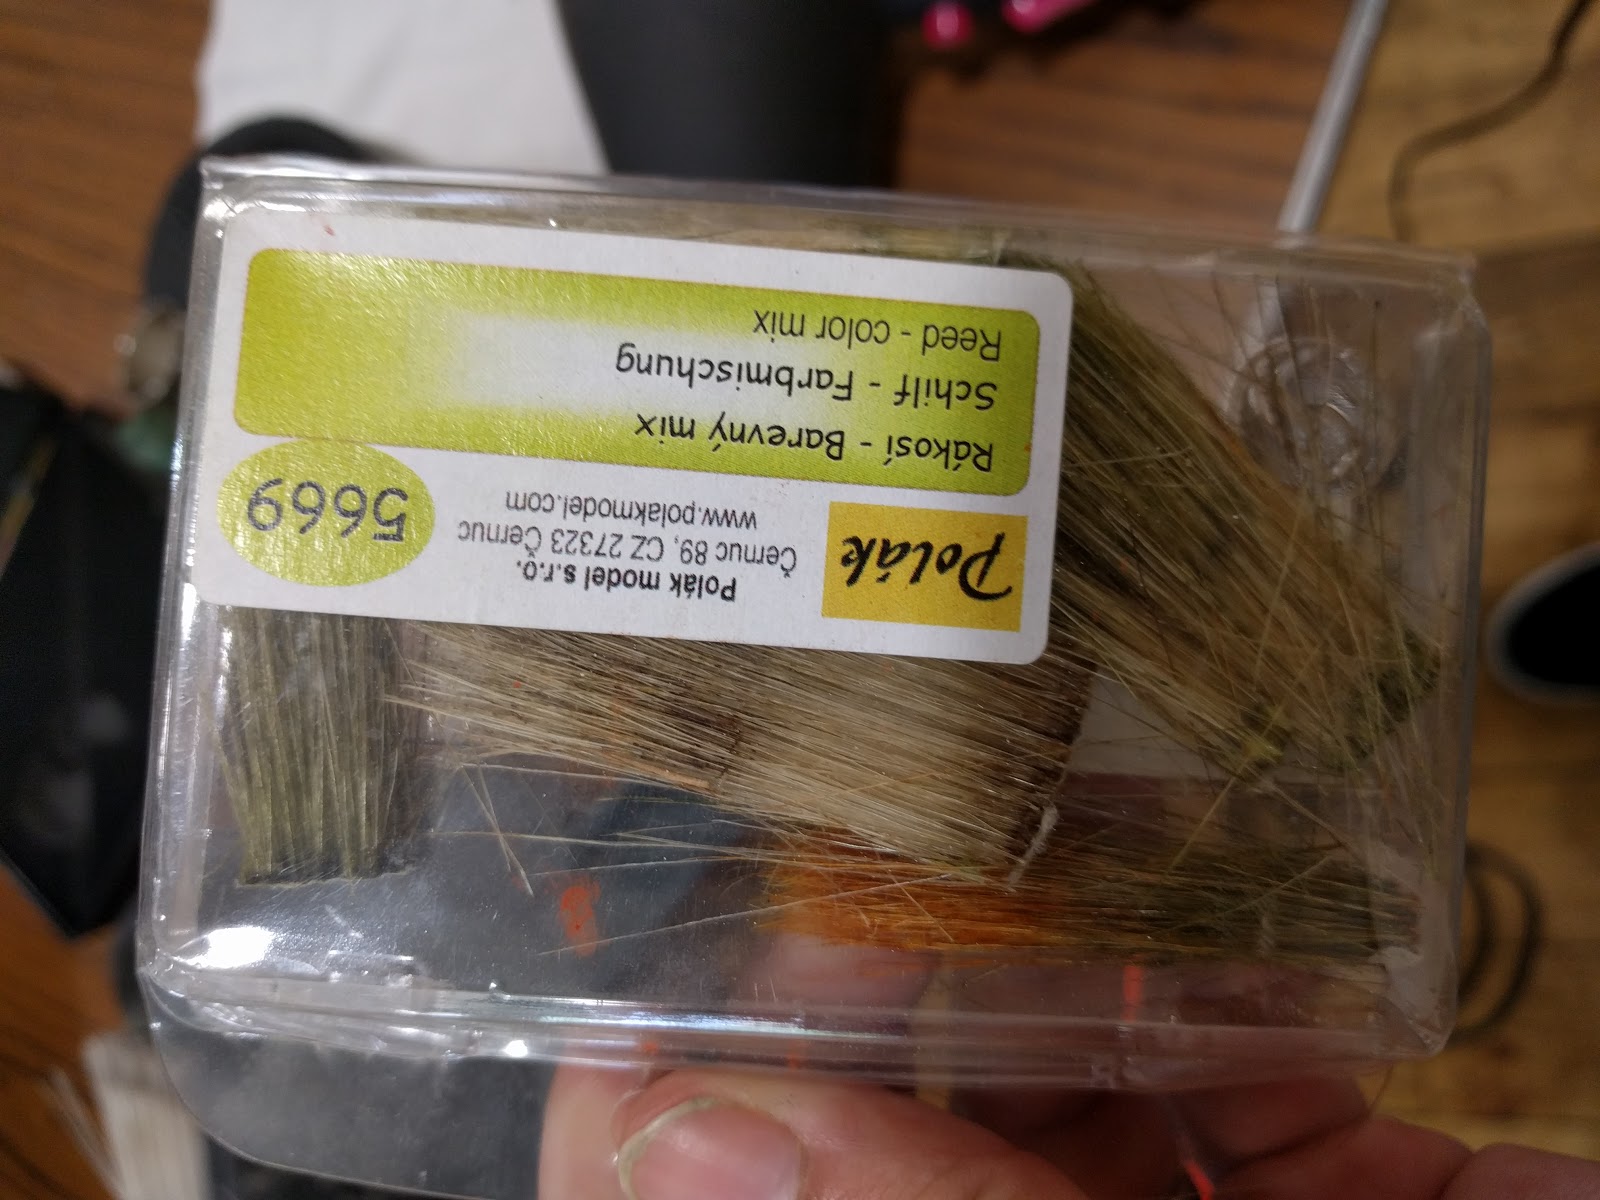 Polák
Polák model s.r.o.
Černuc 89, CZ 27323 Černuc
www.polakmodel.com
5669
Rákosí - Barevný mix
Schilf - Farbmischung
Reed - color mix